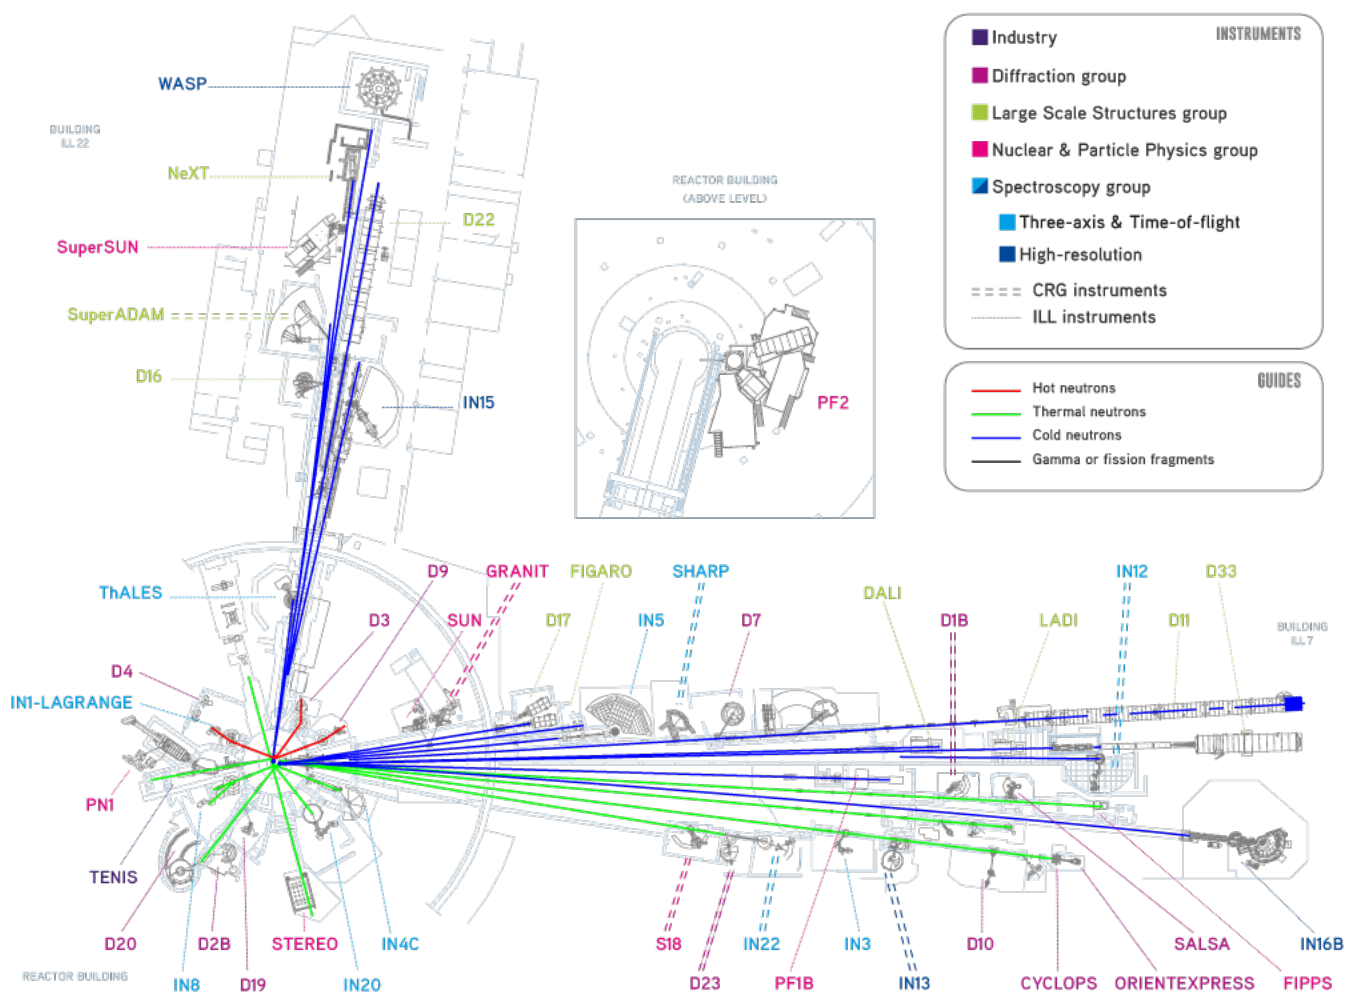 WASP
BUILDING
ILL 22
NeXT
D22
SuperSUN
SuperADAM
D16
IN15
REACTOR BUILDING
(ABOVE LEVEL)
PF2
INSTRUMENTS
Industry
Diffraction group
Large Scale Structures group
Nuclear & Particle Physics group
Spectroscopy group
Three-axis & Time-of-flight
High-resolution
CRG instruments
ILL instruments
GUIDES
Hot neutrons
Thermal neutrons
Cold neutrons
Gamma or fission fragments
ThALES
D9
GRANIT
FIGARO
SHARP
IN12
D33
D3
SUN
D17
IN5
D7
DALI
D1B
LADI
D11
BUILDING
ILL 7
D4
IN1-LAGRANGE
PN1
TENIS
D20
D2B
STEREO
IN4C
S18
IN22
IN3
D10
SALSA
IN16B
REACTOR BUILDING
IN8
D19
IN20
D23
PF1B
IN13
CYCLOPS
ORIENTEXPRESS
FIPPS